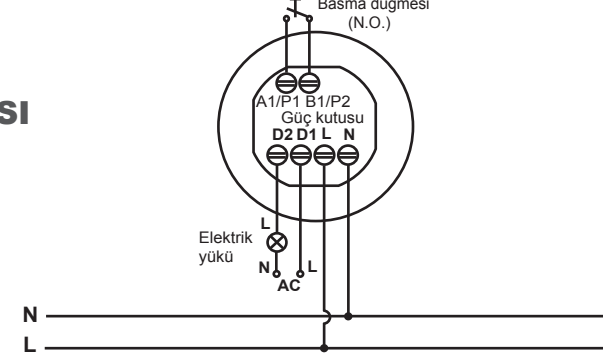 Basma düğmesi
(N.O.)
SI
A1/P1 B1/P2
Güç kutusu
D2 D1 L N
L
Elektrik
yükü
N L
AC
N
L